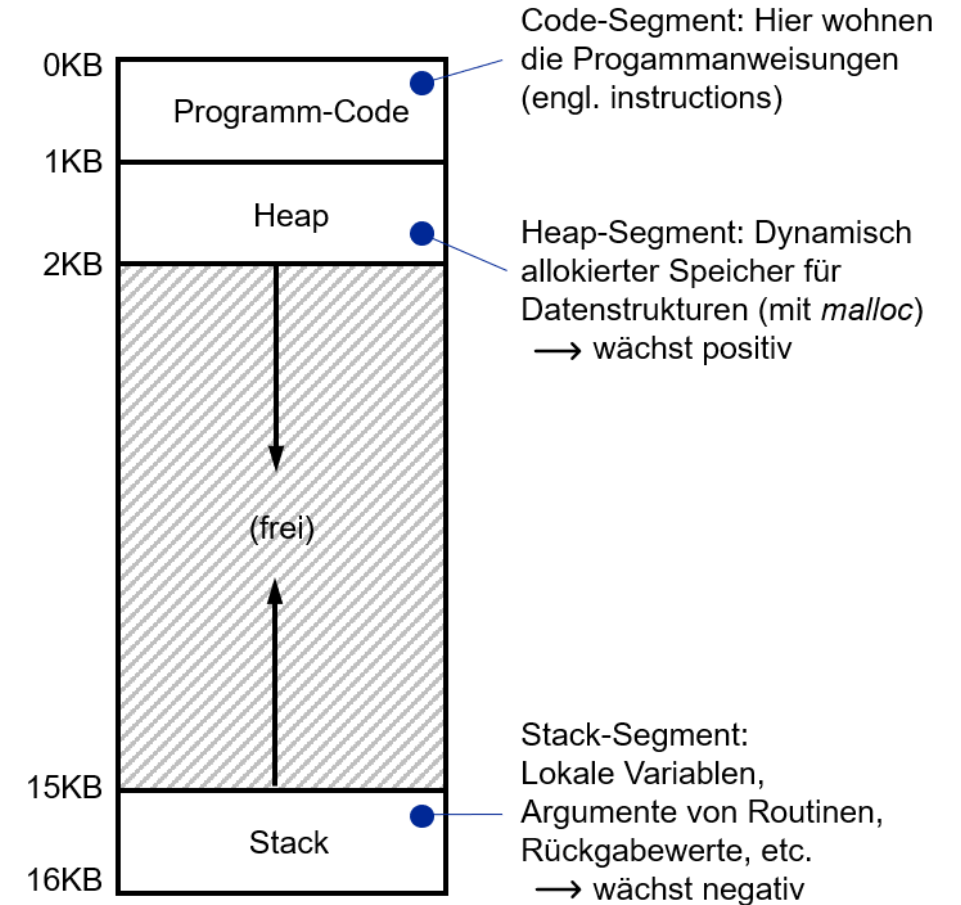 0KB
Programm-Code
Code-Segment: Hier wohnen
die Progammanweisungen
(engl. instructions)
1KB
Heap
Heap-Segment: Dynamisch
allokierter Speicher für
Datenstrukturen (mit malloc)
→ wächst positiv
2KB
(frei)
15KB
Stack
Stack-Segment:
Lokale Variablen,
Argumente von Routinen,
Rückgabewerte, etc.
→ wächst negativ
16KB